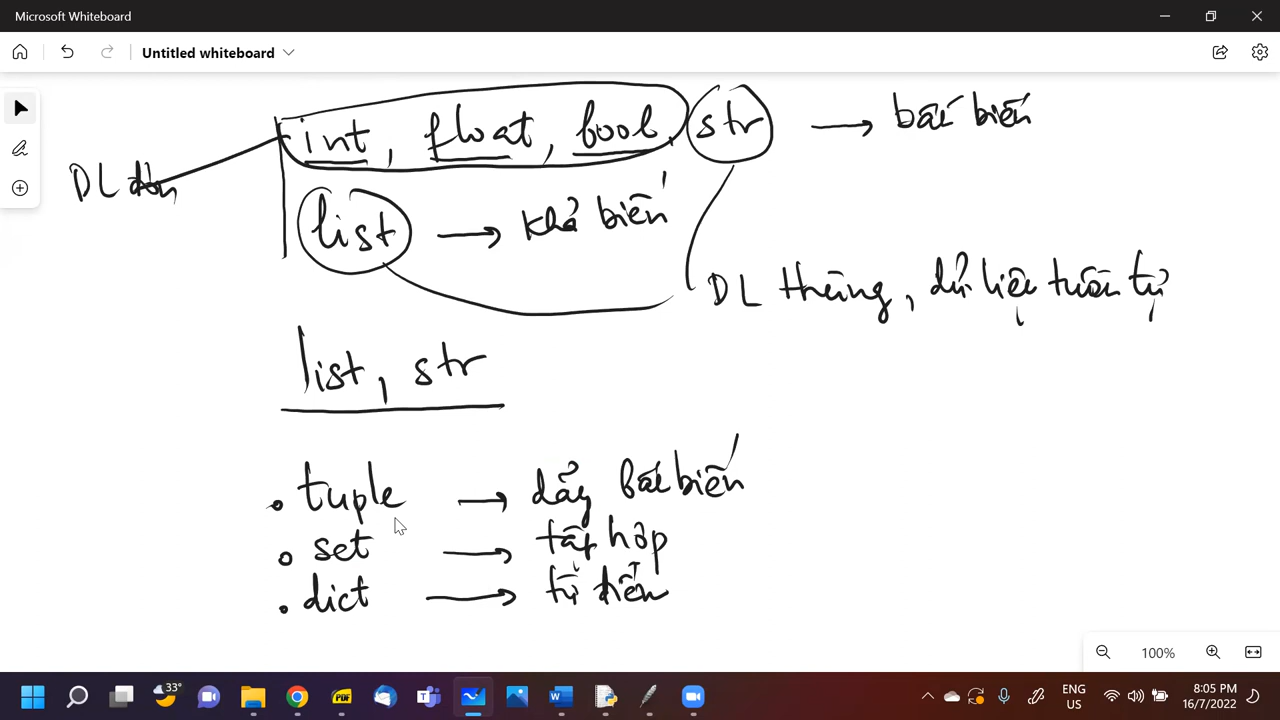 Microsoft Whiteboard
Untitled whiteboard
int, float, bool, str → bất biến
DL đơn
list → khả biến
DL thùng, dữ liệu tuần tự
list, str
• tuple → dãy bất biến
• set → tập hợp
• dict → từ điển
100%
33°
ENG
US
8:05 PM
16/7/2022
PDF